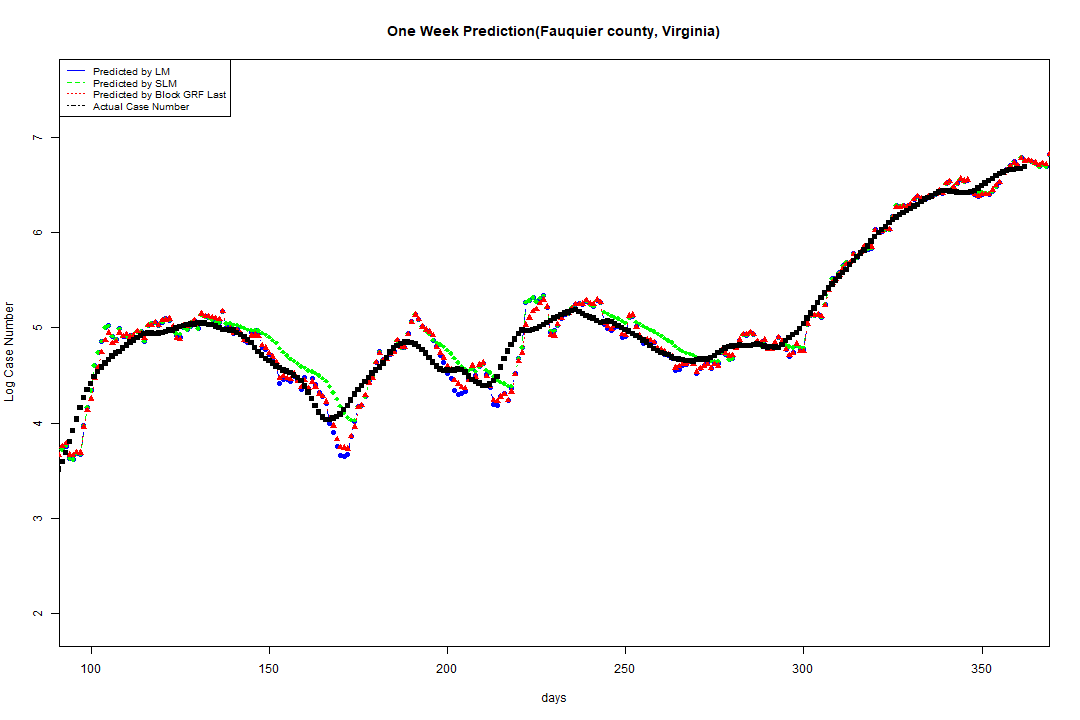 One Week Prediction(Fauquier county, Virginia)
Predicted by LM
Predicted by SLM
Predicted by Block GRF Last
Actual Case Number
Log Case Number
7
6
5
4
3
2
100 150 200 250 300 350
days